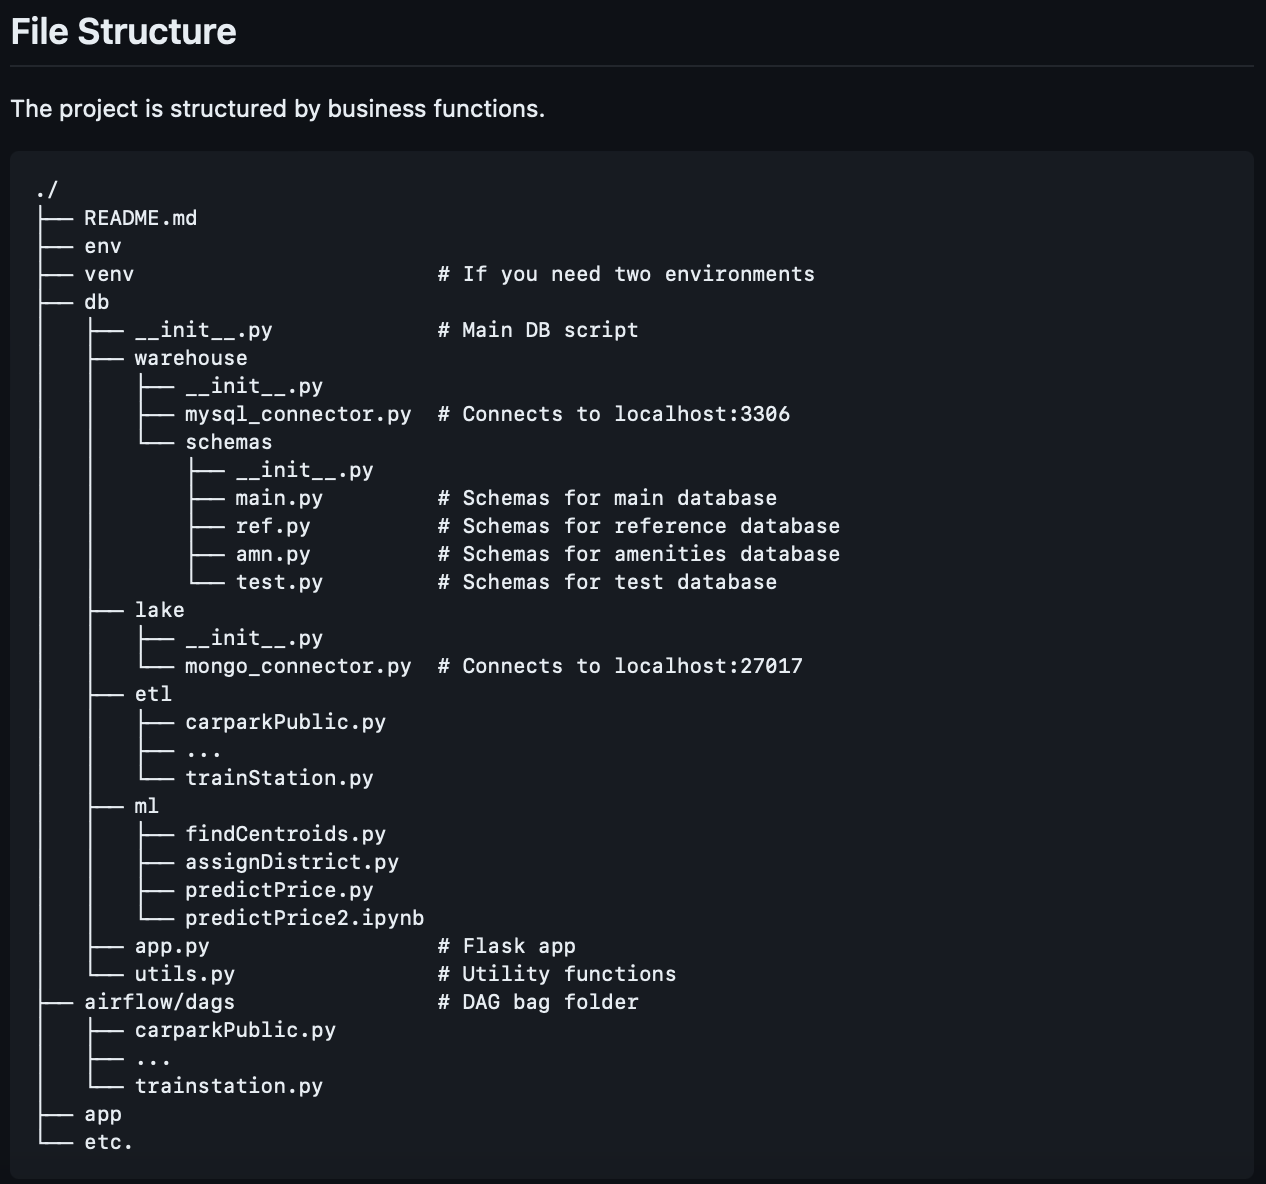 File Structure
The project is structured by business functions.
./
├── README.md
├── env
├── venv                        # If you need two environments
├── db
│   ├── __init__.py             # Main DB script
│   ├── warehouse
│   │   ├── __init__.py
│   │   ├── mysql_connector.py  # Connects to localhost:3306
│   │   └── schemas
│   │       ├── __init__.py
│   │       ├── main.py         # Schemas for main database
│   │       ├── ref.py          # Schemas for reference database
│   │       ├── amn.py          # Schemas for amenities database
│   │       └── test.py         # Schemas for test database
│   ├── lake
│   │   ├── __init__.py
│   │   └── mongo_connector.py  # Connects to localhost:27017
│   ├── etl
│   │   ├── carparkPublic.py
│   │   ├── ...
│   │   └── trainStation.py
│   ├── ml
│   │   ├── findCentroids.py
│   │   ├── assignDistrict.py
│   │   ├── predictPrice.py
│   │   └── predictPrice2.ipynb
│   ├── app.py                  # Flask app
│   └── utils.py                # Utility functions
├── airflow/dags                # DAG bag folder
│   ├── carparkPublic.py
│   ├── ...
│   └── trainstation.py
├── app
└── etc.